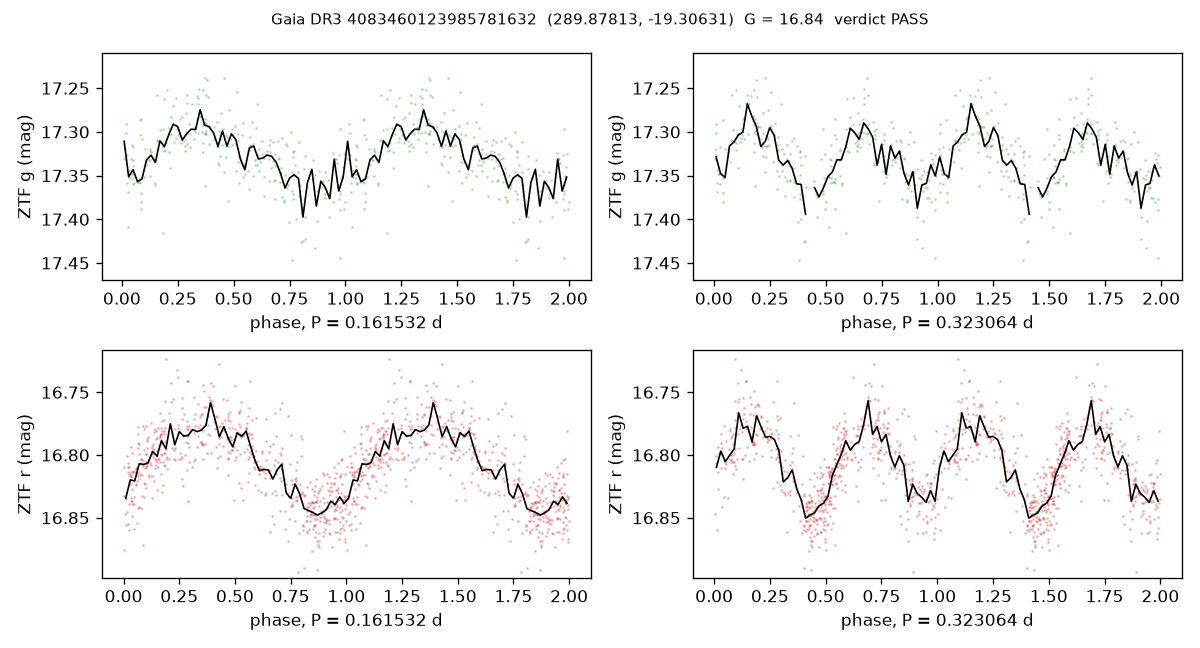 Gaia DR3 4083460123985781632  (289.87813, -19.30631)  G = 16.84  verdict PASS
ZTF g (mag)
17.25
17.30
17.35
17.40
17.45
0.00 0.25 0.50 0.75 1.00 1.25 1.50 1.75 2.00
phase, P = 0.161532 d
ZTF g (mag)
17.25
17.30
17.35
17.40
17.45
0.00 0.25 0.50 0.75 1.00 1.25 1.50 1.75 2.00
phase, P = 0.323064 d
ZTF r (mag)
16.75
16.80
16.85
0.00 0.25 0.50 0.75 1.00 1.25 1.50 1.75 2.00
phase, P = 0.161532 d
ZTF r (mag)
16.75
16.80
16.85
0.00 0.25 0.50 0.75 1.00 1.25 1.50 1.75 2.00
phase, P = 0.323064 d